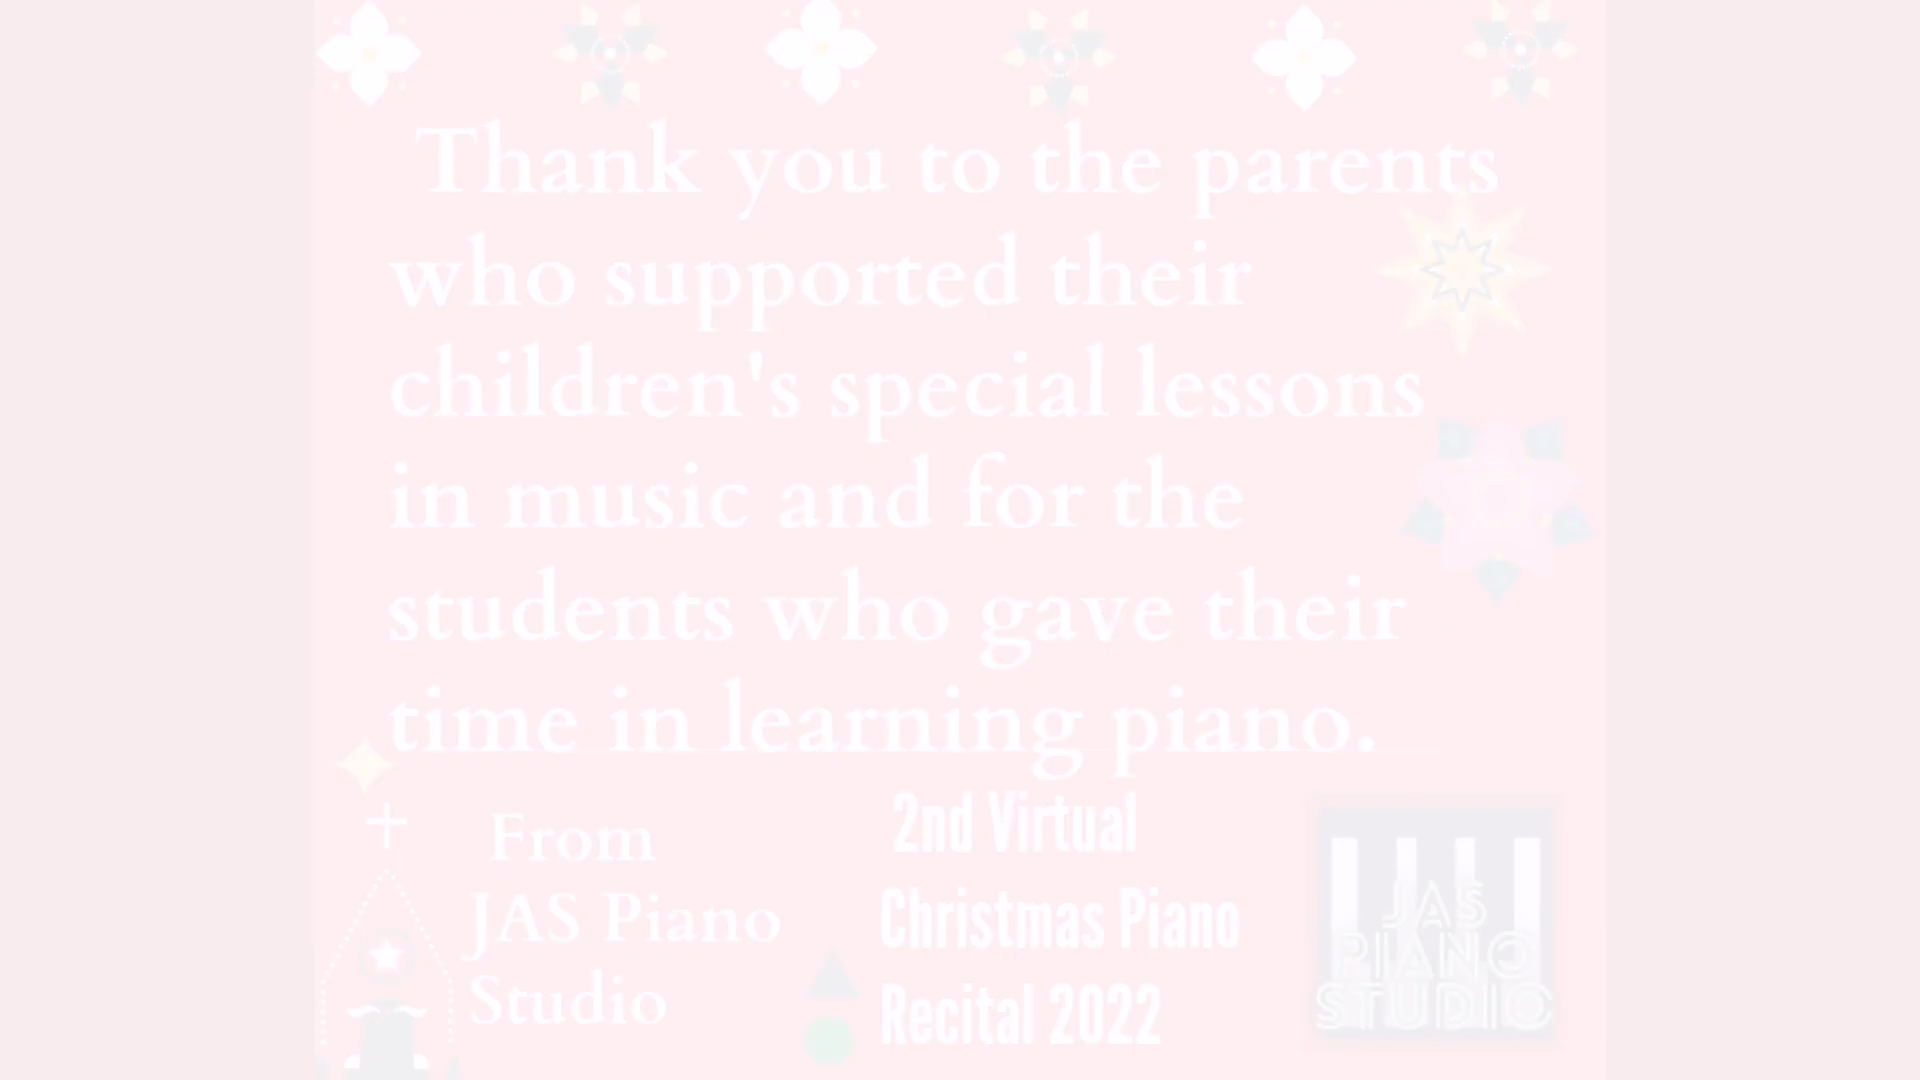 Thank you to the parents
who supported their
children's special lessons
in music and for the
students who gave their
time in learning piano.
From
JAS Piano
Studio
2nd Virtual
Christmas Piano
Recital 2022
JAS
PIANO
STUDIO